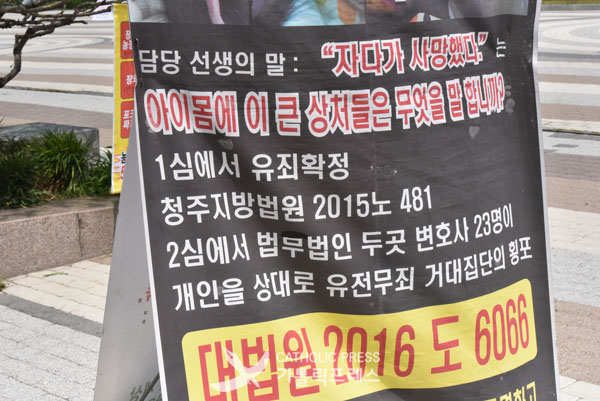 담당 선생의 말 : "자다가 사망했다." 는
아이몸에 이 큰 상처들은 무엇을 말 합니까?
1심에서 유죄확정
청주지방법원 2015노 481
2심에서 법무법인 두곳 변호사 23명이
개인을 상대로 유전무죄 거대집단의 횡포
대법원 2016 도 6066
CATHOLIC PRESS
가톨릭프레스